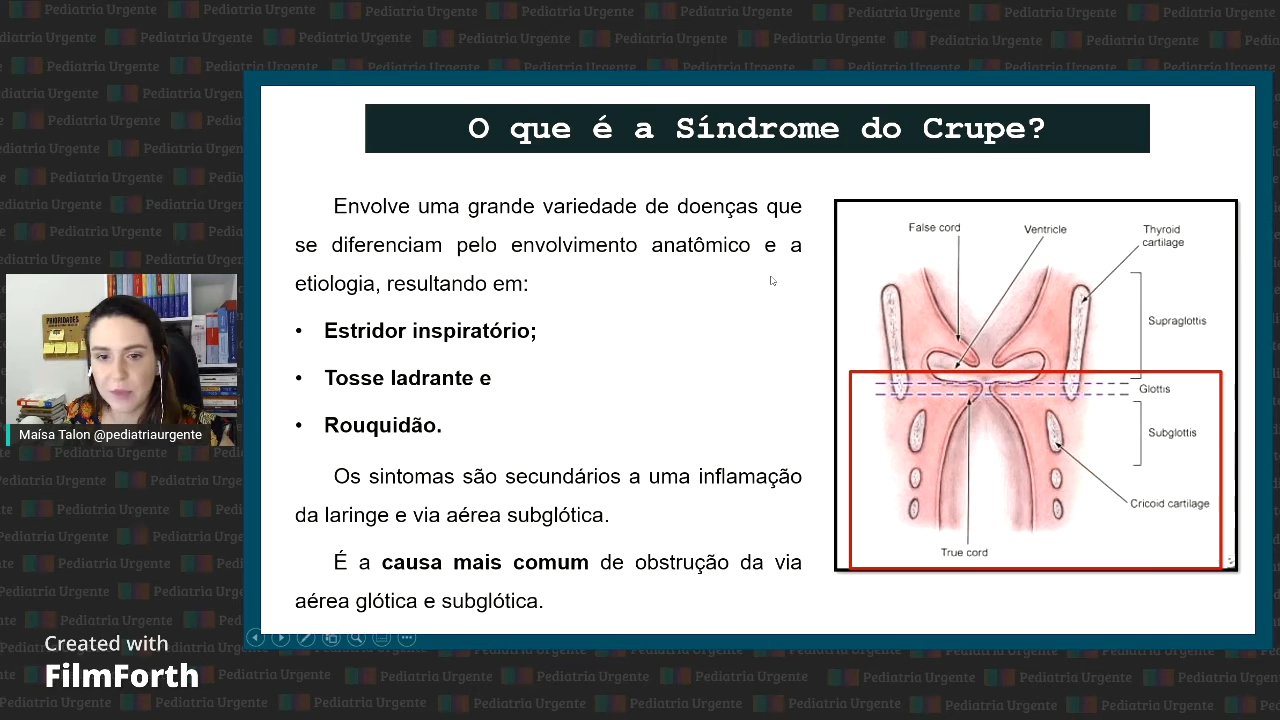 O que é a Síndrome do Crupe?
Envolve uma grande variedade de doenças que
se diferenciam pelo envolvimento anatômico e a
etiologia, resultando em:
• Estridor inspiratório;
• Tosse ladrante e
• Rouquidão.
Os sintomas são secundários a uma inflamação
da laringe e via aérea subglótica.
É a causa mais comum de obstrução da via
aérea glótica e subglótica.
False cord
Ventricle
Thyroid
cartilage
Supraglottis
Glottis
Subglottis
Cricoid cartilage
True cord
PRIORIDADES
Maísa Talon @pediatriaurgente
Created with
FilmForth
Pediatria Urgente